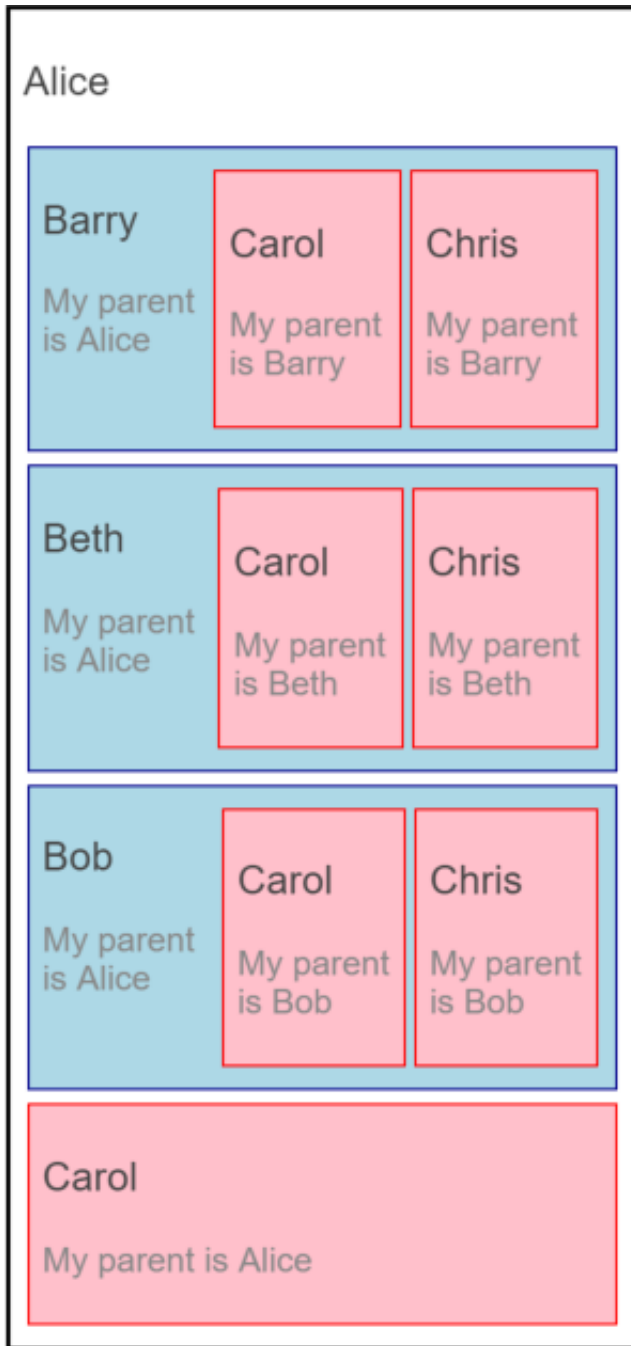 Alice
Barry
My parent
is Alice
Carol
My parent
is Barry
Chris
My parent
is Barry
Beth
My parent
is Alice
Carol
My parent
is Beth
Chris
My parent
is Beth
Bob
My parent
is Alice
Carol
My parent
is Bob
Chris
My parent
is Bob
Carol
My parent is Alice